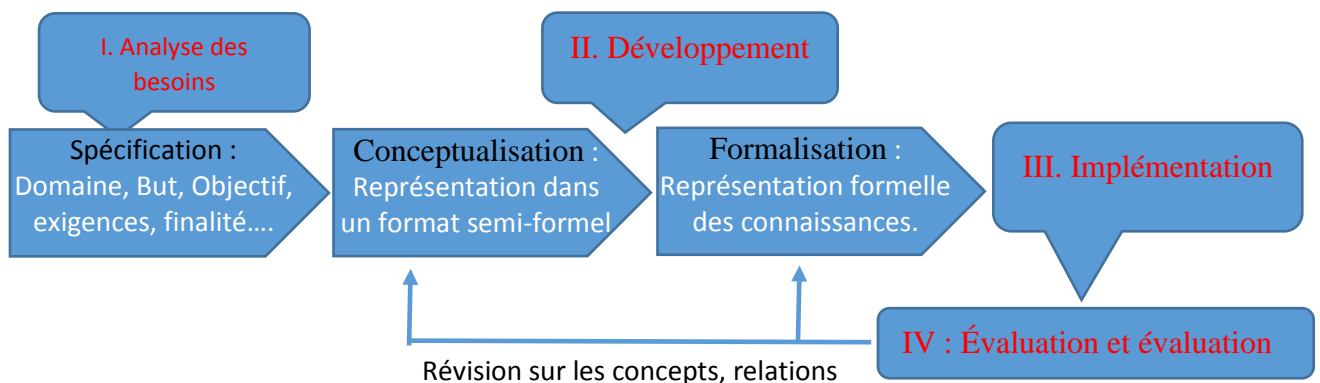 I. Analyse des
besoins
II. Développement
Spécification :
Domaine, But, Objectif,
exigences, finalité….
Conceptualisation :
Représentation dans
un format semi-formel
Formalisation :
Représentation formelle
des connaissances.
III. Implémentation
IV : Évaluation et évaluation
Révision sur les concepts, relations